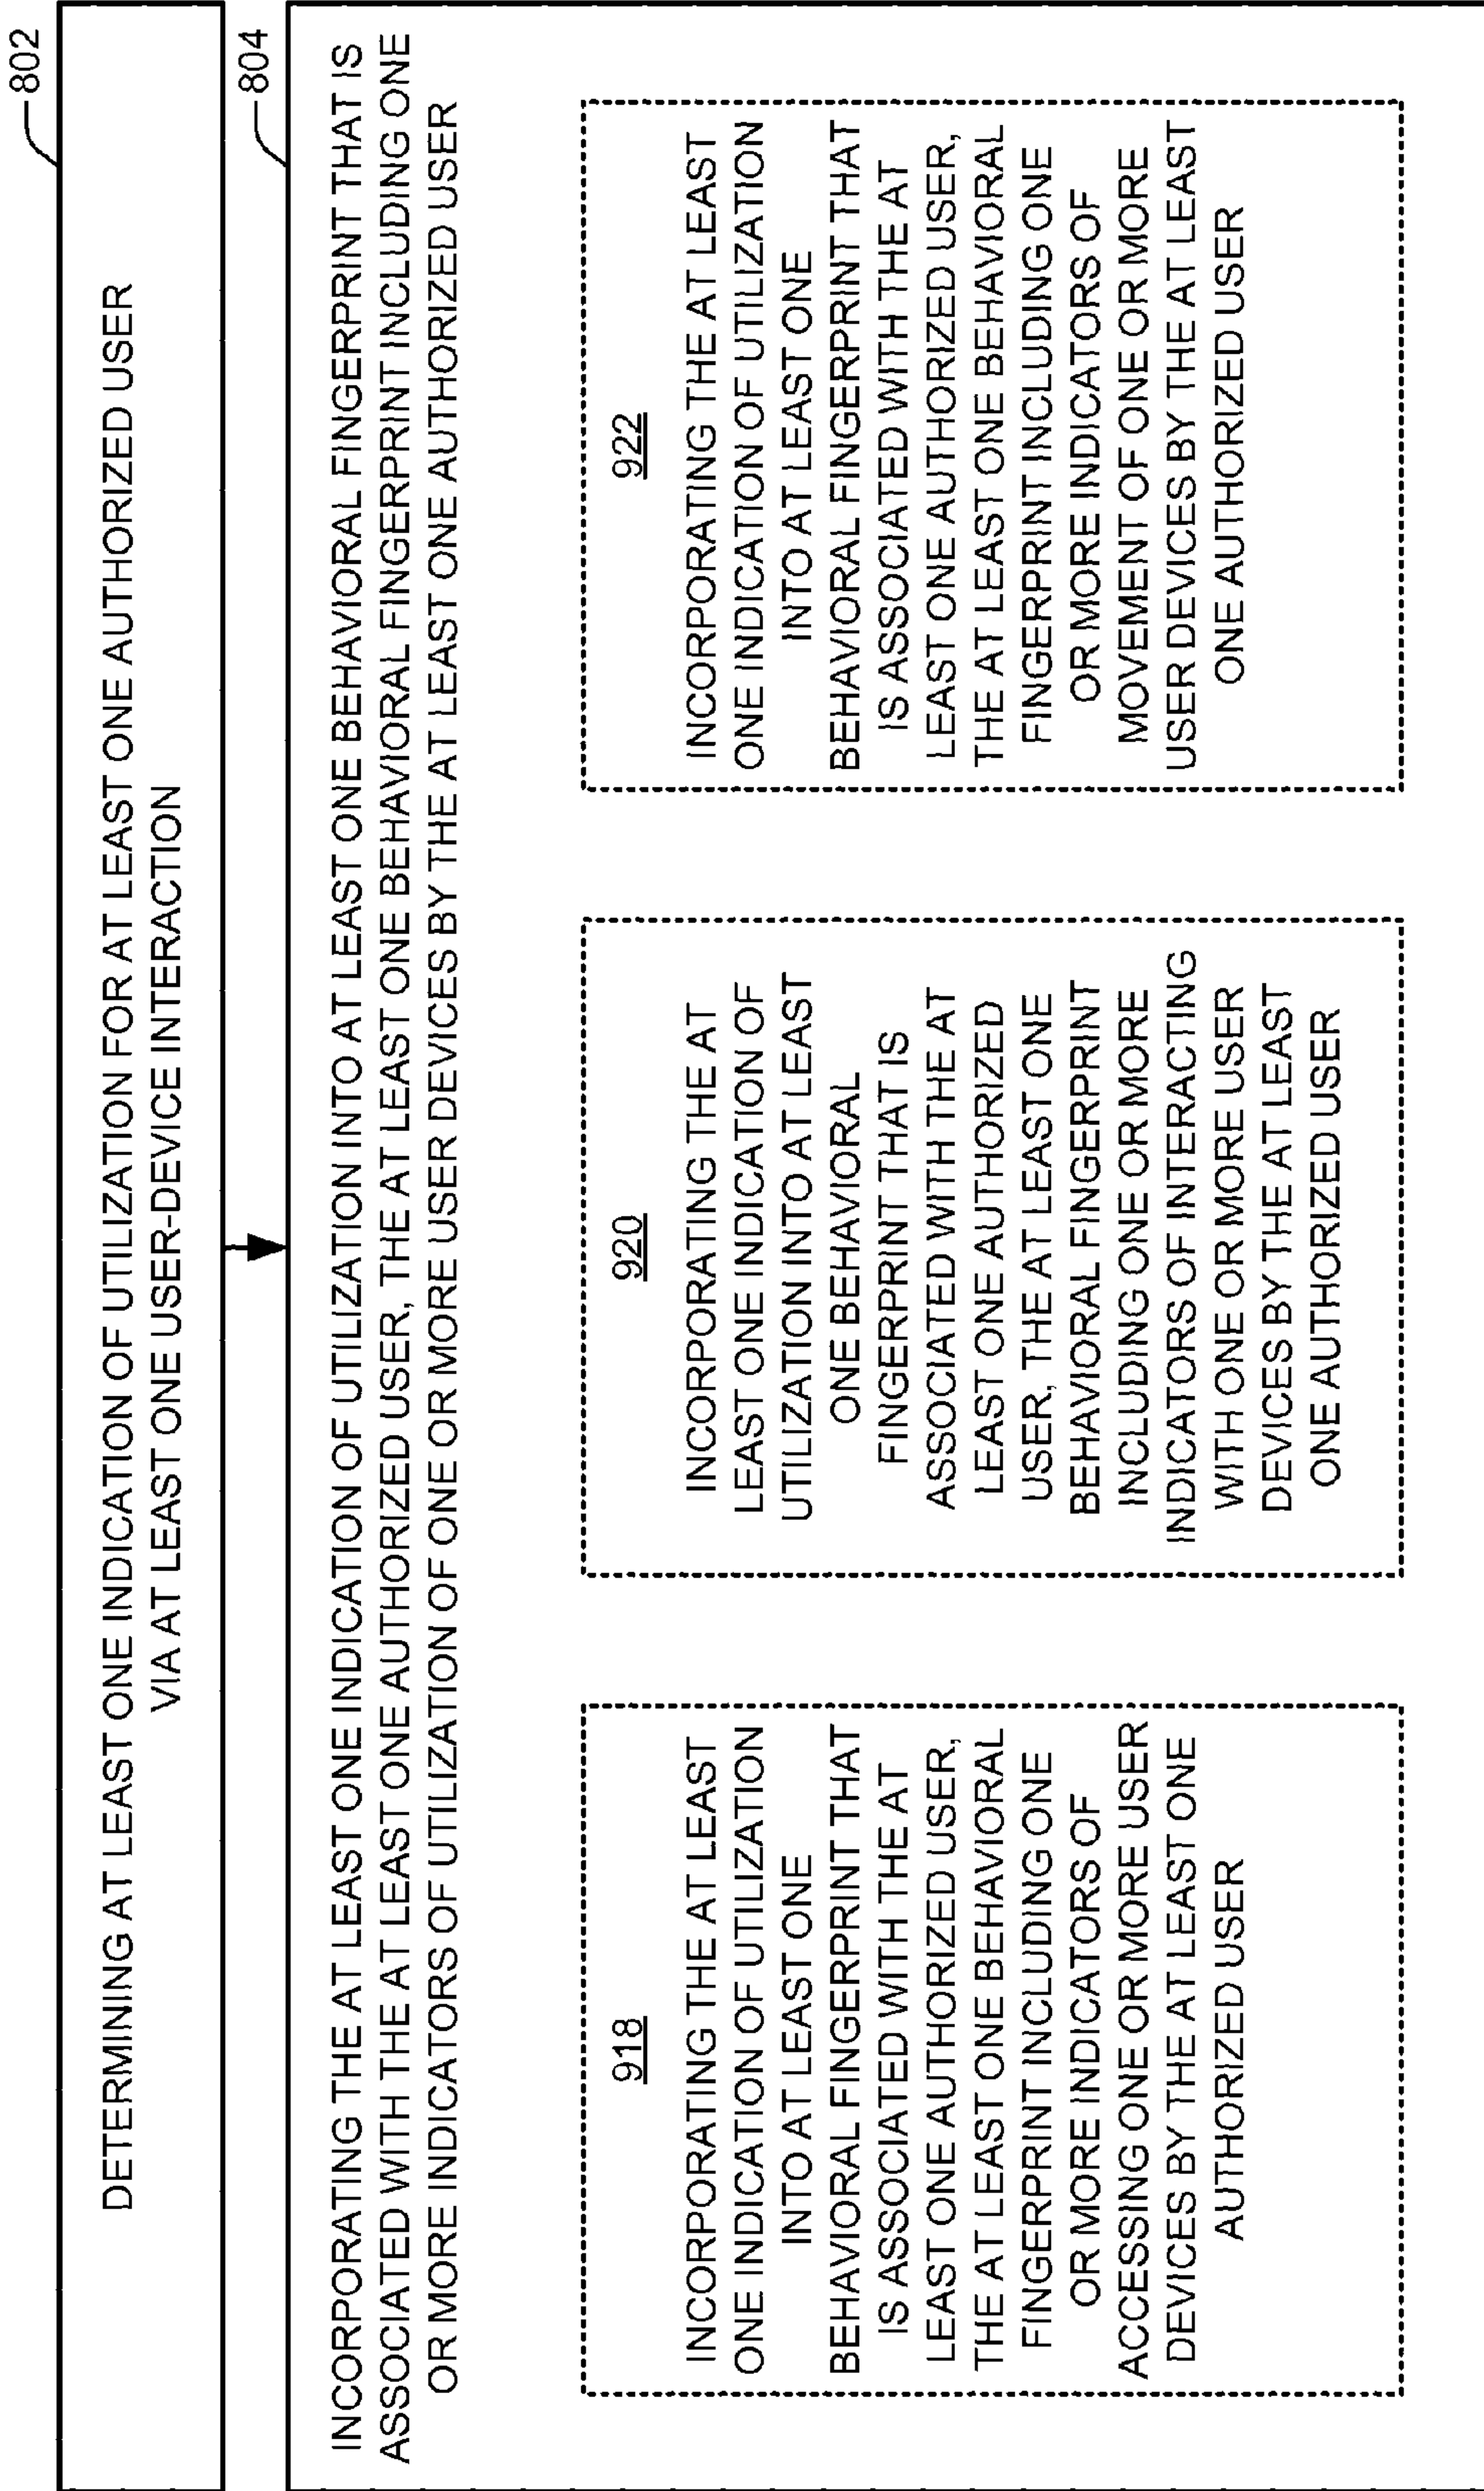 802
DETERMINING AT LEAST ONE INDICATION OF UTILIZATION FOR AT LEAST ONE AUTHORIZED USER
VIA AT LEAST ONE USER-DEVICE INTERACTION
804
INCORPORATING THE AT LEAST ONE INDICATION OF UTILIZATION INTO AT LEAST ONE BEHAVIORAL FINGERPRINT THAT IS
ASSOCIATED WITH THE AT LEAST ONE AUTHORIZED USER, THE AT LEAST ONE BEHAVIORAL FINGERPRINT INCLUDING ONE
OR MORE INDICATORS OF UTILIZATION OF ONE OR MORE USER DEVICES BY THE AT LEAST ONE AUTHORIZED USER
918
INCORPORATING THE AT LEAST
ONE INDICATION OF UTILIZATION
INTO AT LEAST ONE
BEHAVIORAL FINGERPRINT THAT
IS ASSOCIATED WITH THE AT
LEAST ONE AUTHORIZED USER,
THE AT LEAST ONE BEHAVIORAL
FINGERPRINT INCLUDING ONE
OR MORE INDICATORS OF
ACCESSING ONE OR MORE USER
DEVICES BY THE AT LEAST ONE
AUTHORIZED USER
920
INCORPORATING THE AT
LEAST ONE INDICATION OF
UTILIZATION INTO AT LEAST
ONE BEHAVIORAL
FINGERPRINT THAT IS
ASSOCIATED WITH THE AT
LEAST ONE AUTHORIZED
USER, THE AT LEAST ONE
BEHAVIORAL FINGERPRINT
INCLUDING ONE OR MORE
INDICATORS OF INTERACTING
WITH ONE OR MORE USER
DEVICES BY THE AT LEAST
ONE AUTHORIZED USER
922
INCORPORATING THE AT LEAST
ONE INDICATION OF UTILIZATION
INTO AT LEAST ONE
BEHAVIORAL FINGERPRINT THAT
IS ASSOCIATED WITH THE AT
LEAST ONE AUTHORIZED USER,
THE AT LEAST ONE BEHAVIORAL
FINGERPRINT INCLUDING ONE
OR MORE INDICATORS OF
MOVEMENT OF ONE OR MORE
USER DEVICES BY THE AT LEAST
ONE AUTHORIZED USER